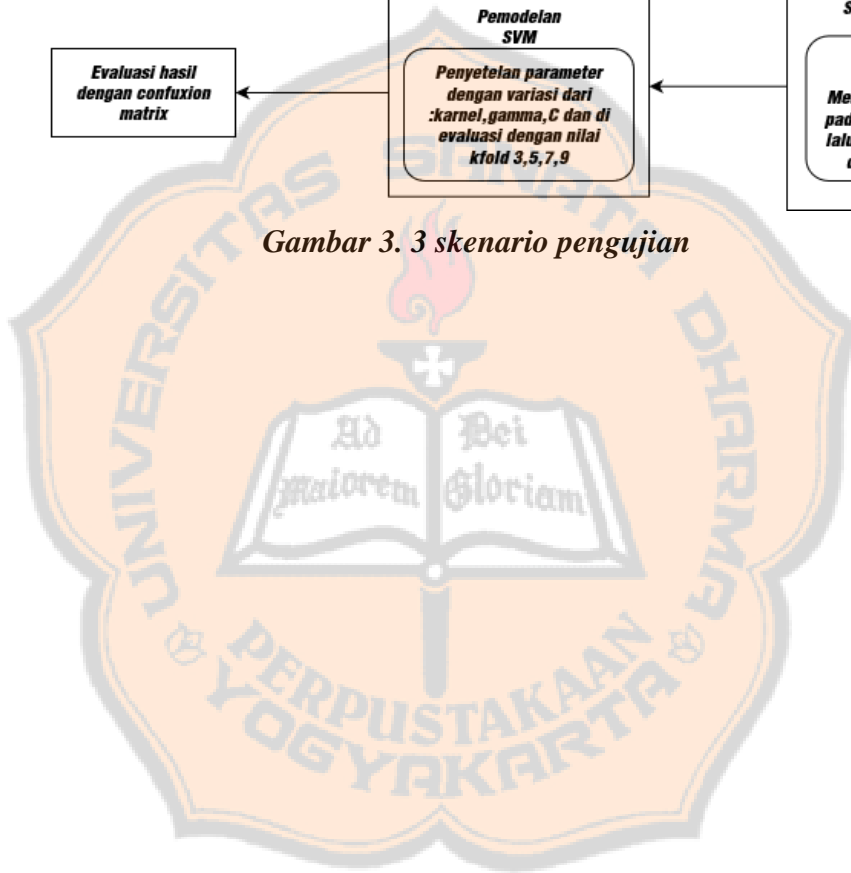 Pemodelan
SVM
Penyetelan parameter
dengan variasi dari
:karnel,gamma,C dan di
evaluasi dengan nilai
kfold 3,5,7,9
Evaluasi hasil
dengan confuxion
matrix
Gambar 3. 3 skenario pengujian
UNIVERSITAS SANATA DHARMA
Ad
maiorem
Dei
Gloriam
PERPUSTAKAAN
YOGYAKARTA